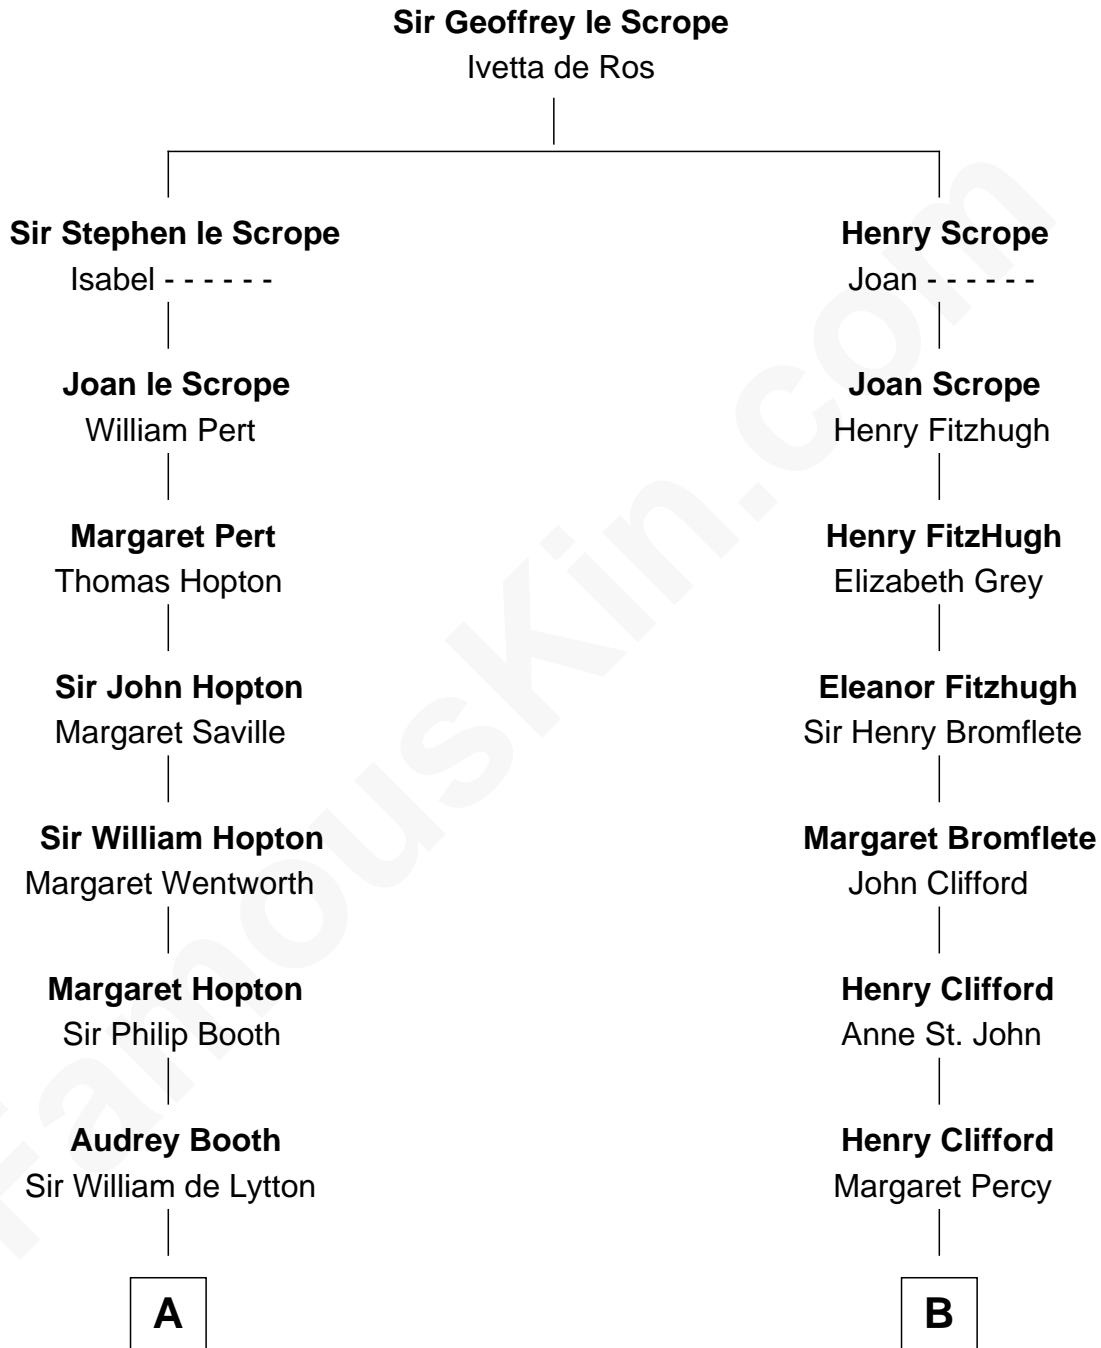 Sir Geoffrey le Scrope
Ivetta de Ros
Sir Stephen le Scrope
Isabel - - - - - -
Joan le Scrope
William Pert
Margaret Pert
Thomas Hopton
Sir John Hopton
Margaret Saville
Sir William Hopton
Margaret Wentworth
Margaret Hopton
Sir Philip Booth
Audrey Booth
Sir William de Lytton
A
Henry Scrope
Joan - - - - - -
Joan Scrope
Henry Fitzhugh
Henry FitzHugh
Elizabeth Grey
Eleanor Fitzhugh
Sir Henry Bromflete
Margaret Bromflete
John Clifford
Henry Clifford
Anne St. John
Henry Clifford
Margaret Percy
B
FamousKin.com